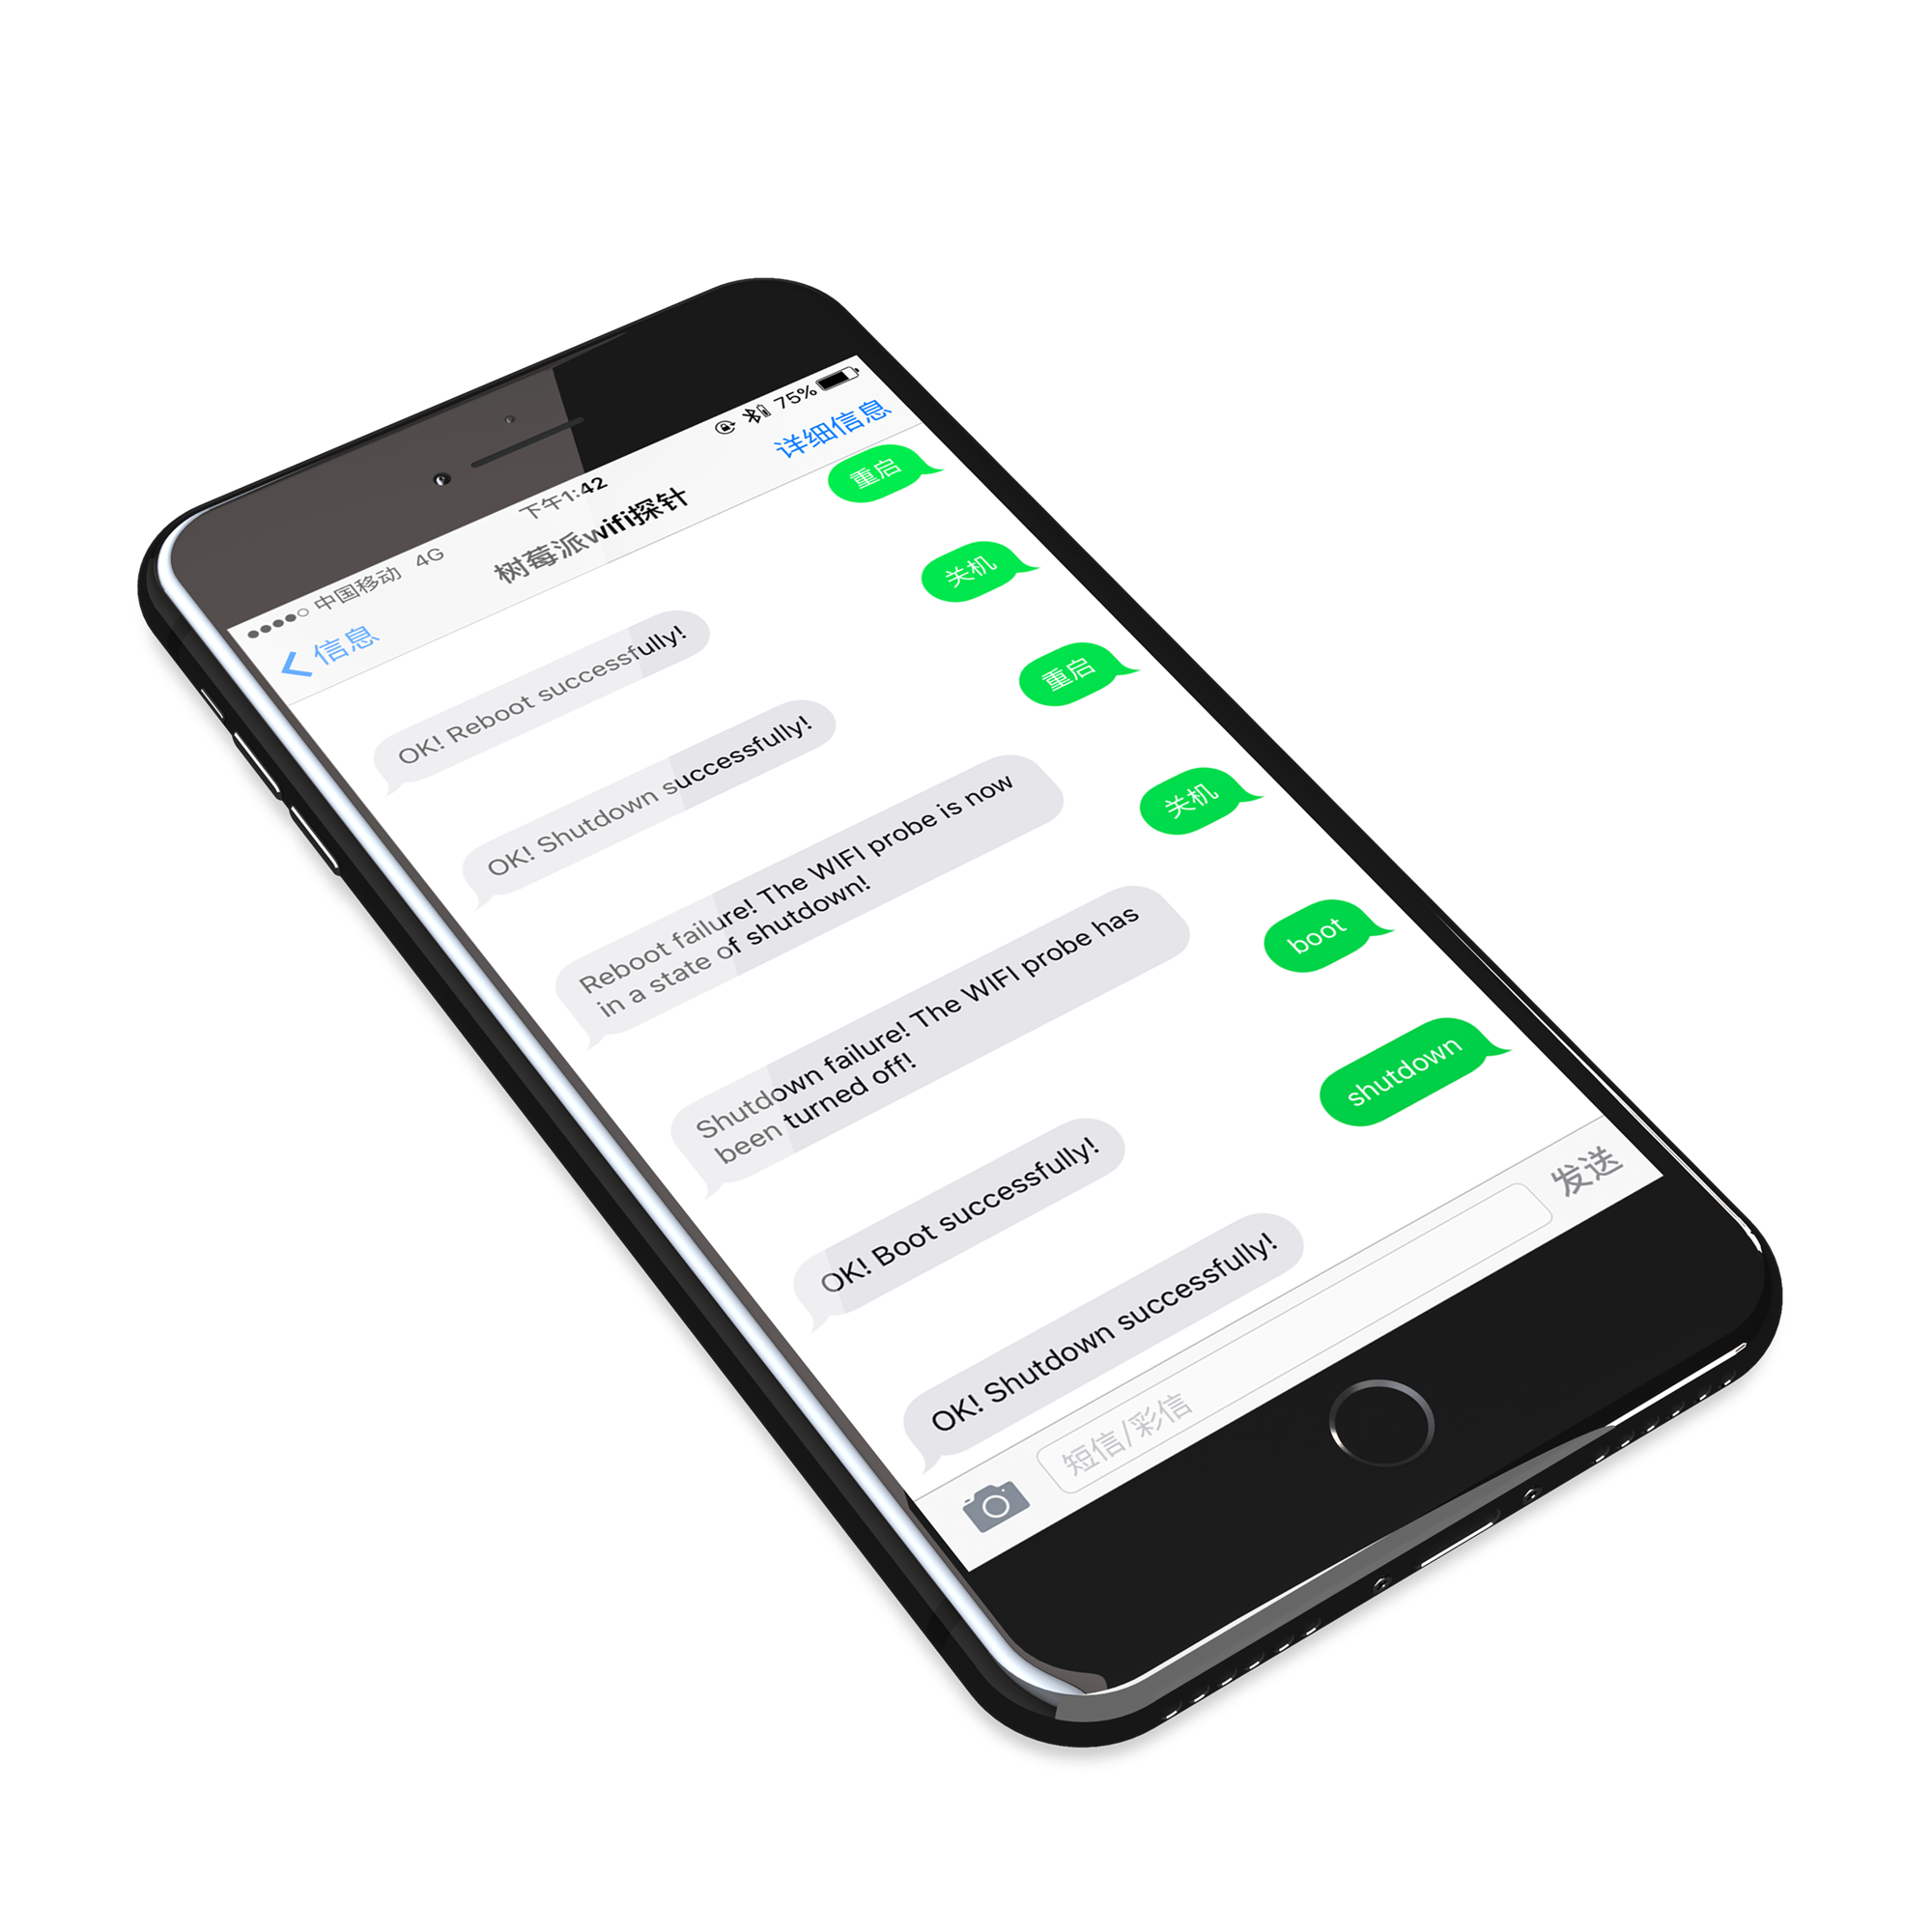 中国移动 4G
下午1:42
75%
信息
树莓派wifi探针
详细信息
重启
OK! Reboot successfully!
关机
OK! Shutdown successfully!
重启
Reboot failure! The WIFI probe is now
in a state of shutdown!
关机
Shutdown failure! The WIFI probe has
been turned off!
boot
OK! Boot successfully!
shutdown
OK! Shutdown successfully!
短信/彩信
发送